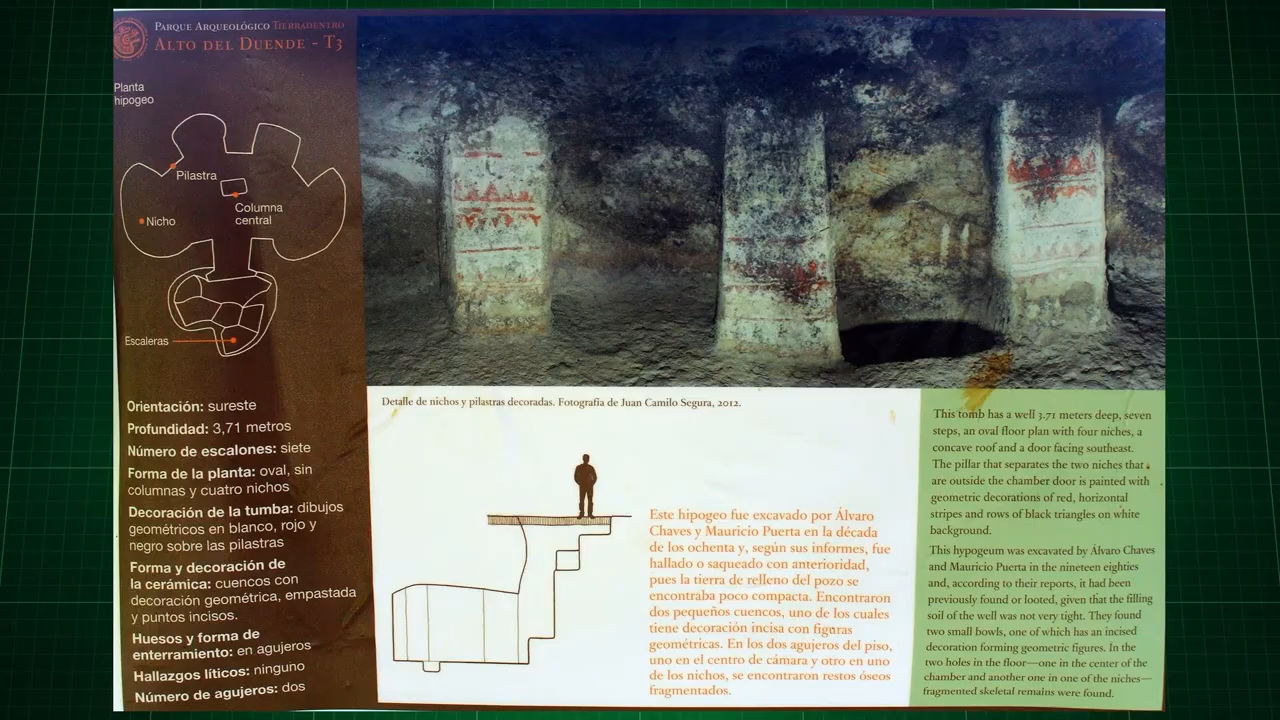 PARQUE ARQUEOLÓGICO TIERRADENTRO
ALTO DEL DUENDE - T3
Planta
hipogeo
Pilastra
Nicho
Columna
central
Escaleras
Orientación: sureste
Profundidad: 3,71 metros
Número de escalones: siete
Forma de la planta: oval, sin
columnas y cuatro nichos
Decoración de la tumba: dibujos
geométricos en blanco, rojo y
negro sobre las pilastras
Forma y decoración de
la cerámica: cuencos con
decoración geométrica, empastada
y puntos incisos.
Huesos y forma de
enterramiento: en agujeros
Hallazgos líticos: ninguno
Número de agujeros: dos
Detalle de nichos y pilastras decoradas. Fotografía de Juan Camilo Segura, 2012.
Este hipogeo fue excavado por Álvaro
Chaves y Mauricio Puerta en la década
de los ochenta y, según sus informes, fue
hallado o saqueado con anterioridad,
pues la tierra de relleno del pozo se
encontraba poco compacta. Encontraron
dos pequeños cuencos, uno de los cuales
tiene decoración incisa con figuras
geométricas. En los dos agujeros del piso,
uno en el centro de cámara y otro en uno
de los nichos, se encontraron restos óseos
fragmentados.
This tomb has a well 3.71 meters deep, seven
steps, an oval floor plan with four niches, a
concave roof and a door facing southeast.
The pillar that separates the two niches that
are outside the chamber door is painted with
geometric decorations of red, horizontal
stripes and rows of black triangles on white
background.
This hypogeum was excavated by Álvaro Chaves
and Mauricio Puerta in the nineteen eighties
and, according to their reports, it had been
previously found or looted, given that the filling
soil of the well was not very tight. They found
two small bowls, one of which has an incised
decoration forming geometric figures. In the
two holes in the floor—one in the center of the
chamber and another one in one of the niches—
fragmented skeletal remains were found.